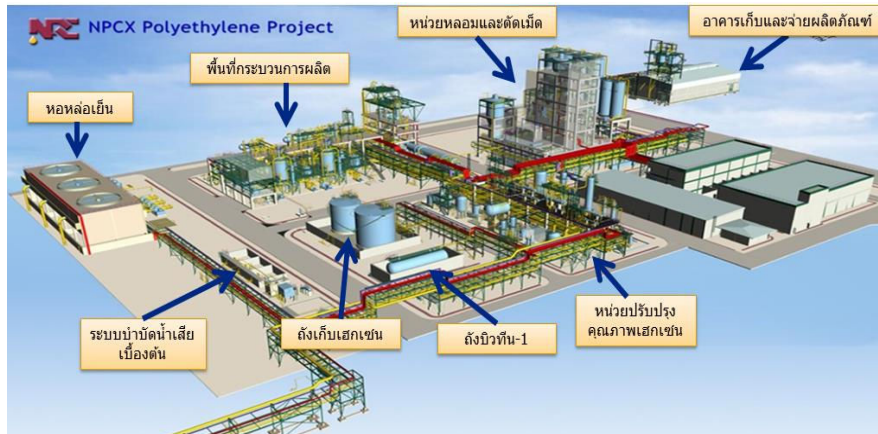 NPC NPCX Polyethylene Project
หน่วยหลอมและตัดเม็ด
อาคารเก็บและจ่ายผลิตภัณฑ์
พื้นที่กระบวนการผลิต
หอหล่อเย็น
ระบบบำบัดน้ำเสีย
เบื้องต้น
ถังเก็บเฮกเซ่น
ถังบิวทีน-1
หน่วยปรับปรุง
คุณภาพเฮกเซ่น